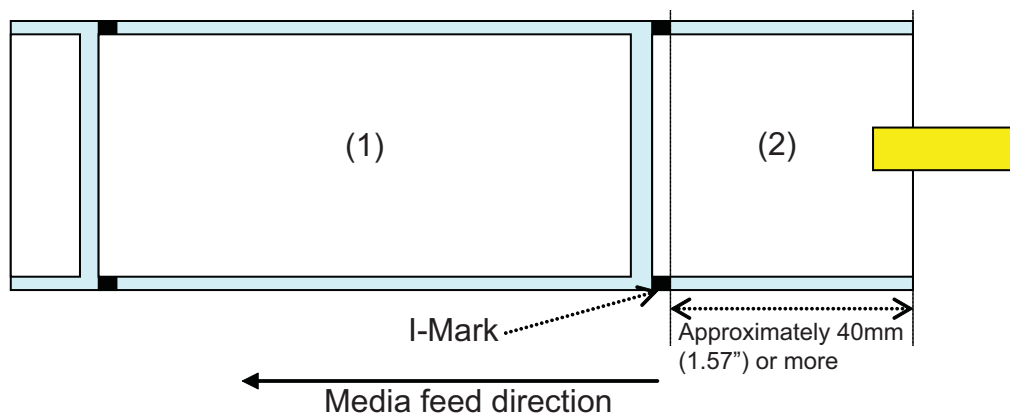 (1)
(2)
I-Mark
Approximately 40mm
(1.57”) or more
Media feed direction